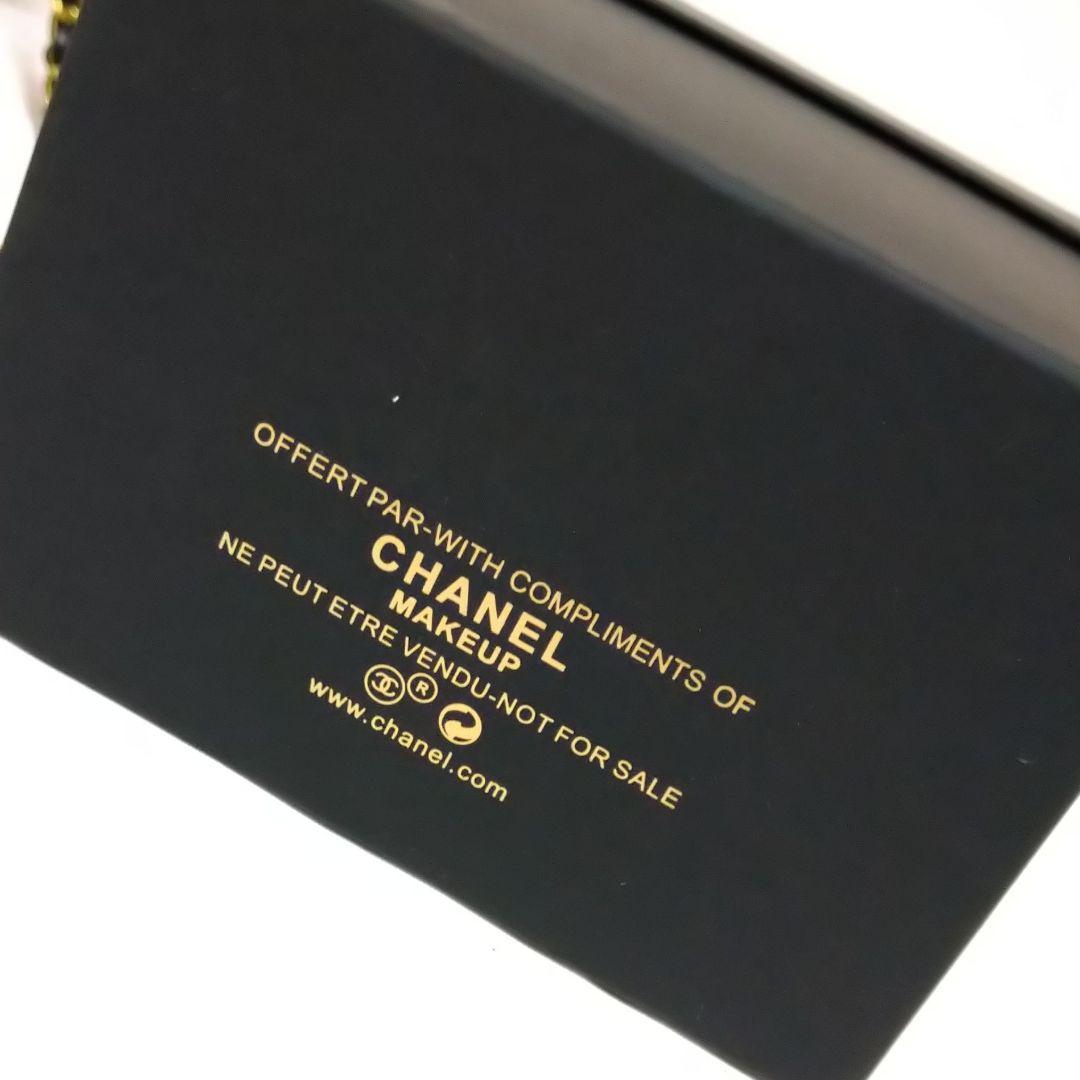 OFFERT PAR-WITH COMPLIMENTS OF
CHANEL
MAKEUP
NE PEUT ETRE VENDU-NOT FOR SALE
®
www.chanel.com